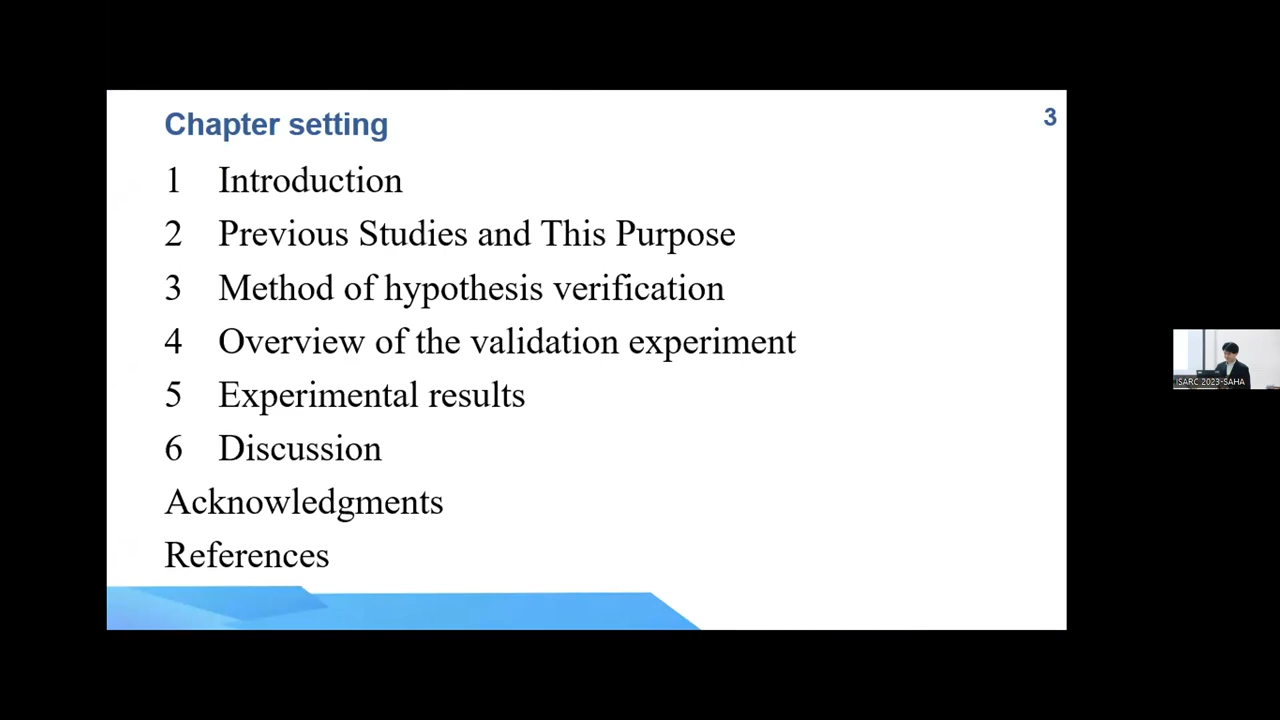 Chapter setting
3
1 Introduction
2 Previous Studies and This Purpose
3 Method of hypothesis verification
4 Overview of the validation experiment
5 Experimental results
6 Discussion
Acknowledgments
References
ISARC 2023-SAHA